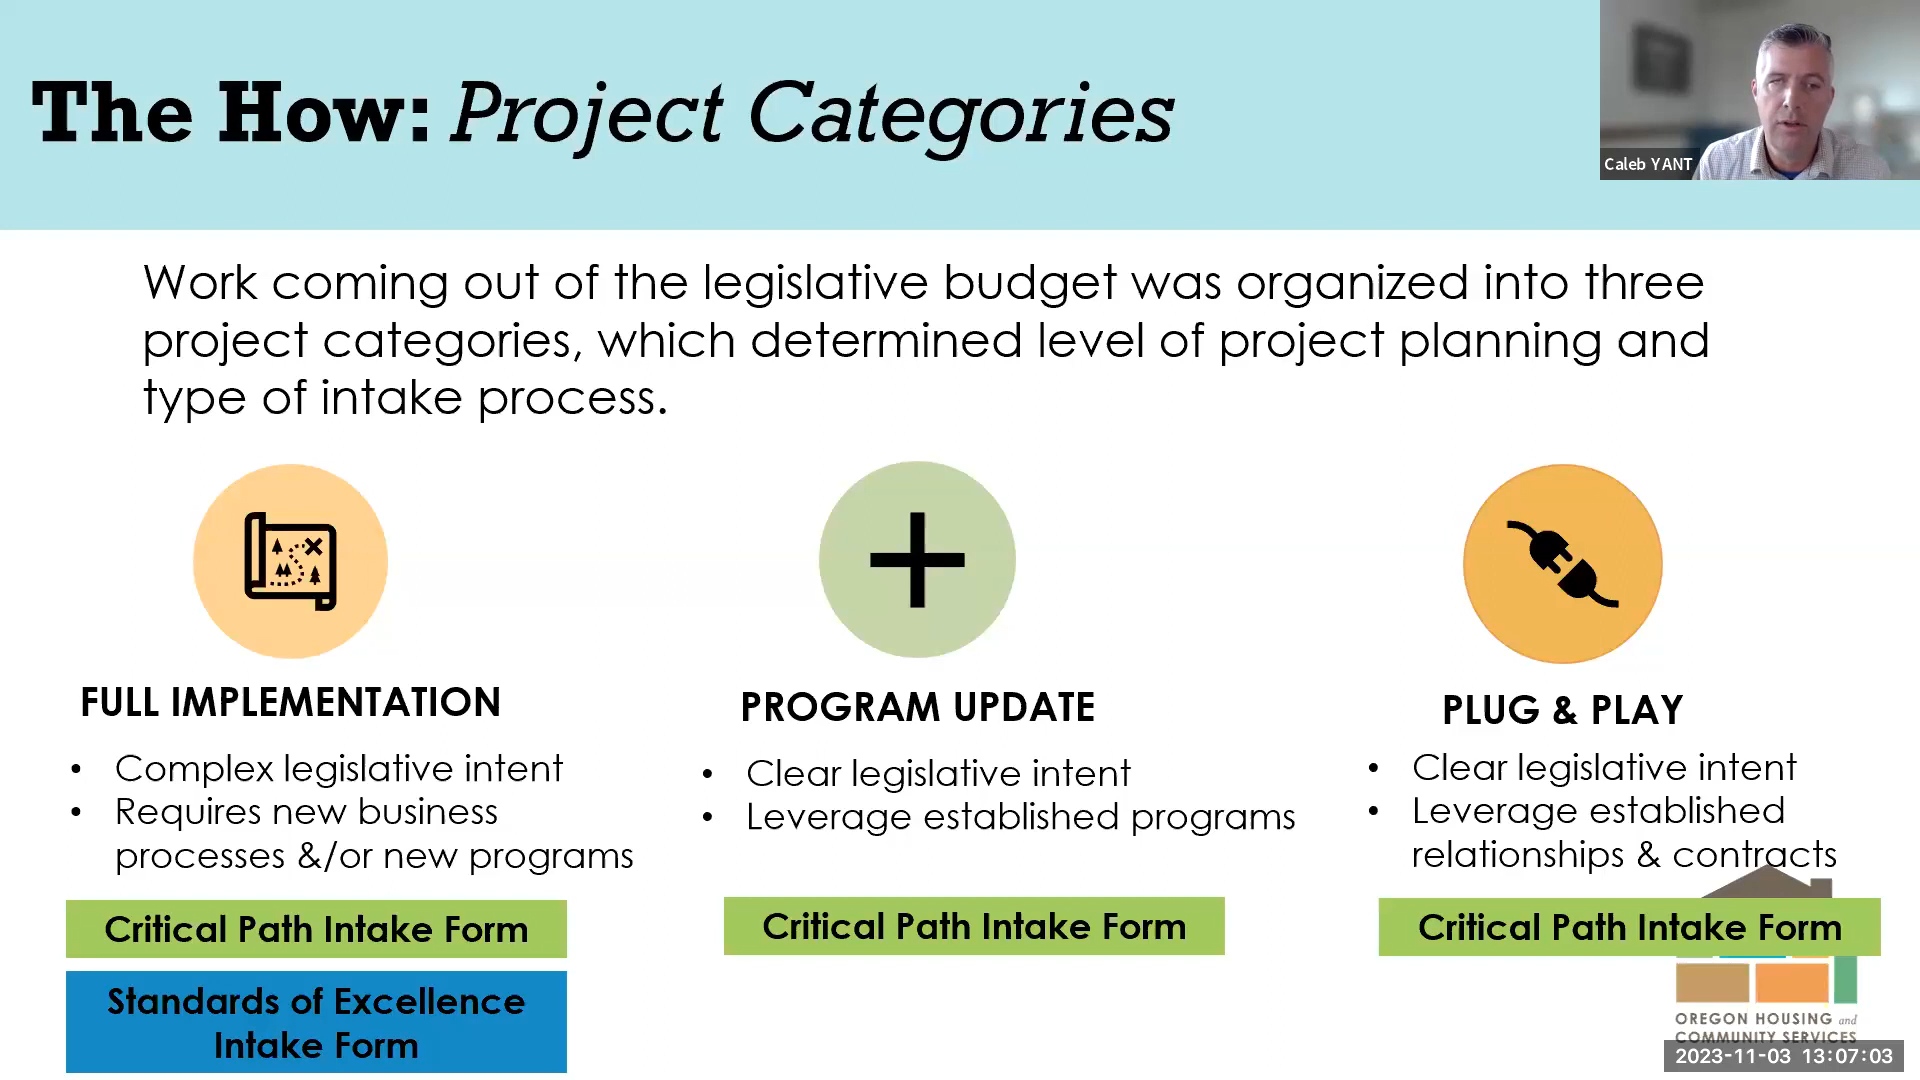 The How: Project Categories
Caleb YANT
Work coming out of the legislative budget was organized into three
project categories, which determined level of project planning and
type of intake process.
FULL IMPLEMENTATION
• Complex legislative intent
• Requires new business
processes &/or new programs
Critical Path Intake Form
Standards of Excellence
Intake Form
PROGRAM UPDATE
• Clear legislative intent
• Leverage established programs
Critical Path Intake Form
PLUG & PLAY
• Clear legislative intent
• Leverage established
relationships & contracts
Critical Path Intake Form
OREGON HOUSING and
COMMUNITY SERVICES
2023-11-03 13:07:03